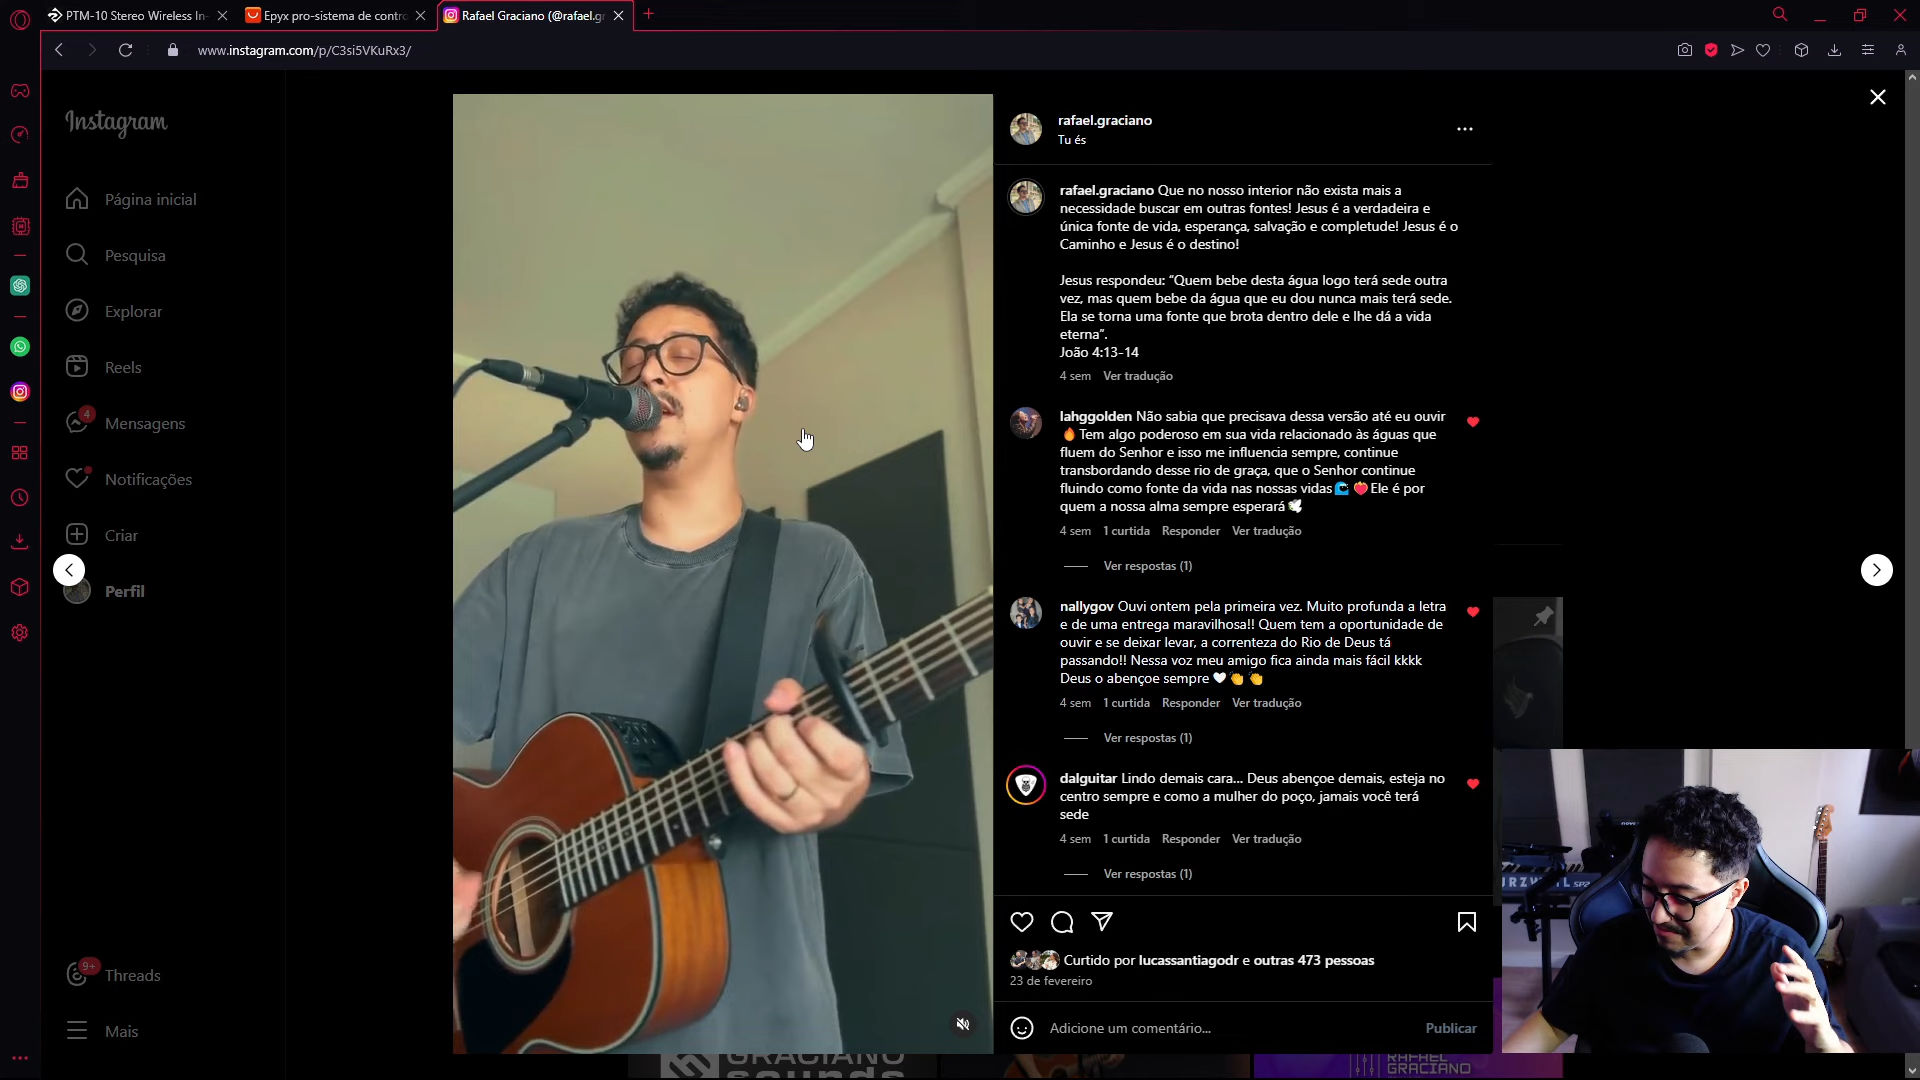 PTM-10 Stereo Wireless In-
Epyx pro-sistema de contro
Rafael Graciano (@rafael.gr
www.instagram.com/p/C3si5VKuRx3/
Instagram
Página inicial
Pesquisa
Explorar
Reels
4
Mensagens
Notificações
Criar
Perfil
9+
Threads
Mais
rafael.graciano
Tu és
rafael.graciano Que no nosso interior não exista mais a
necessidade buscar em outras fontes! Jesus é a verdadeira e
única fonte de vida, esperança, salvação e completude! Jesus é o
Caminho e Jesus é o destino!
Jesus respondeu: “Quem bebe desta água logo terá sede outra
vez, mas quem bebe da água que eu dou nunca mais terá sede.
Ela se torna uma fonte que brota dentro dele e lhe dá a vida
eterna”.
João 4:13-14
4 sem Ver tradução
lahggolden Não sabia que precisava dessa versão até eu ouvir
🔥Tem algo poderoso em sua vida relacionado às águas que
fluem do Senhor e isso me influencia sempre, continue
transbordando desse rio de graça, que o Senhor continue
fluindo como fonte da vida nas nossas vidas🌊❤️‍🔥Ele é por
quem a nossa alma sempre esperará🕊️
4 sem 1 curtida Responder Ver tradução
Ver respostas (1)
nallygov Ouvi ontem pela primeira vez. Muito profunda a letra
e de uma entrega maravilhosa!! Quem tem a oportunidade de
ouvir e se deixar levar, a correnteza do Rio de Deus tá
passando!! Nessa voz meu amigo fica ainda mais fácil kkkk
Deus o abençoe sempre🤍👏👏
4 sem 1 curtida Responder Ver tradução
Ver respostas (1)
dalguitar Lindo demais cara... Deus abençoe demais, esteja no
centro sempre e como a mulher do poço, jamais você terá
sede
4 sem 1 curtida Responder Ver tradução
Ver respostas (1)
Curtido por lucassantiagodr e outras 473 pessoas
23 de fevereiro
Adicione um comentário...
Publicar
GRACIANO
sounds
RAFAEL
GRACIANO